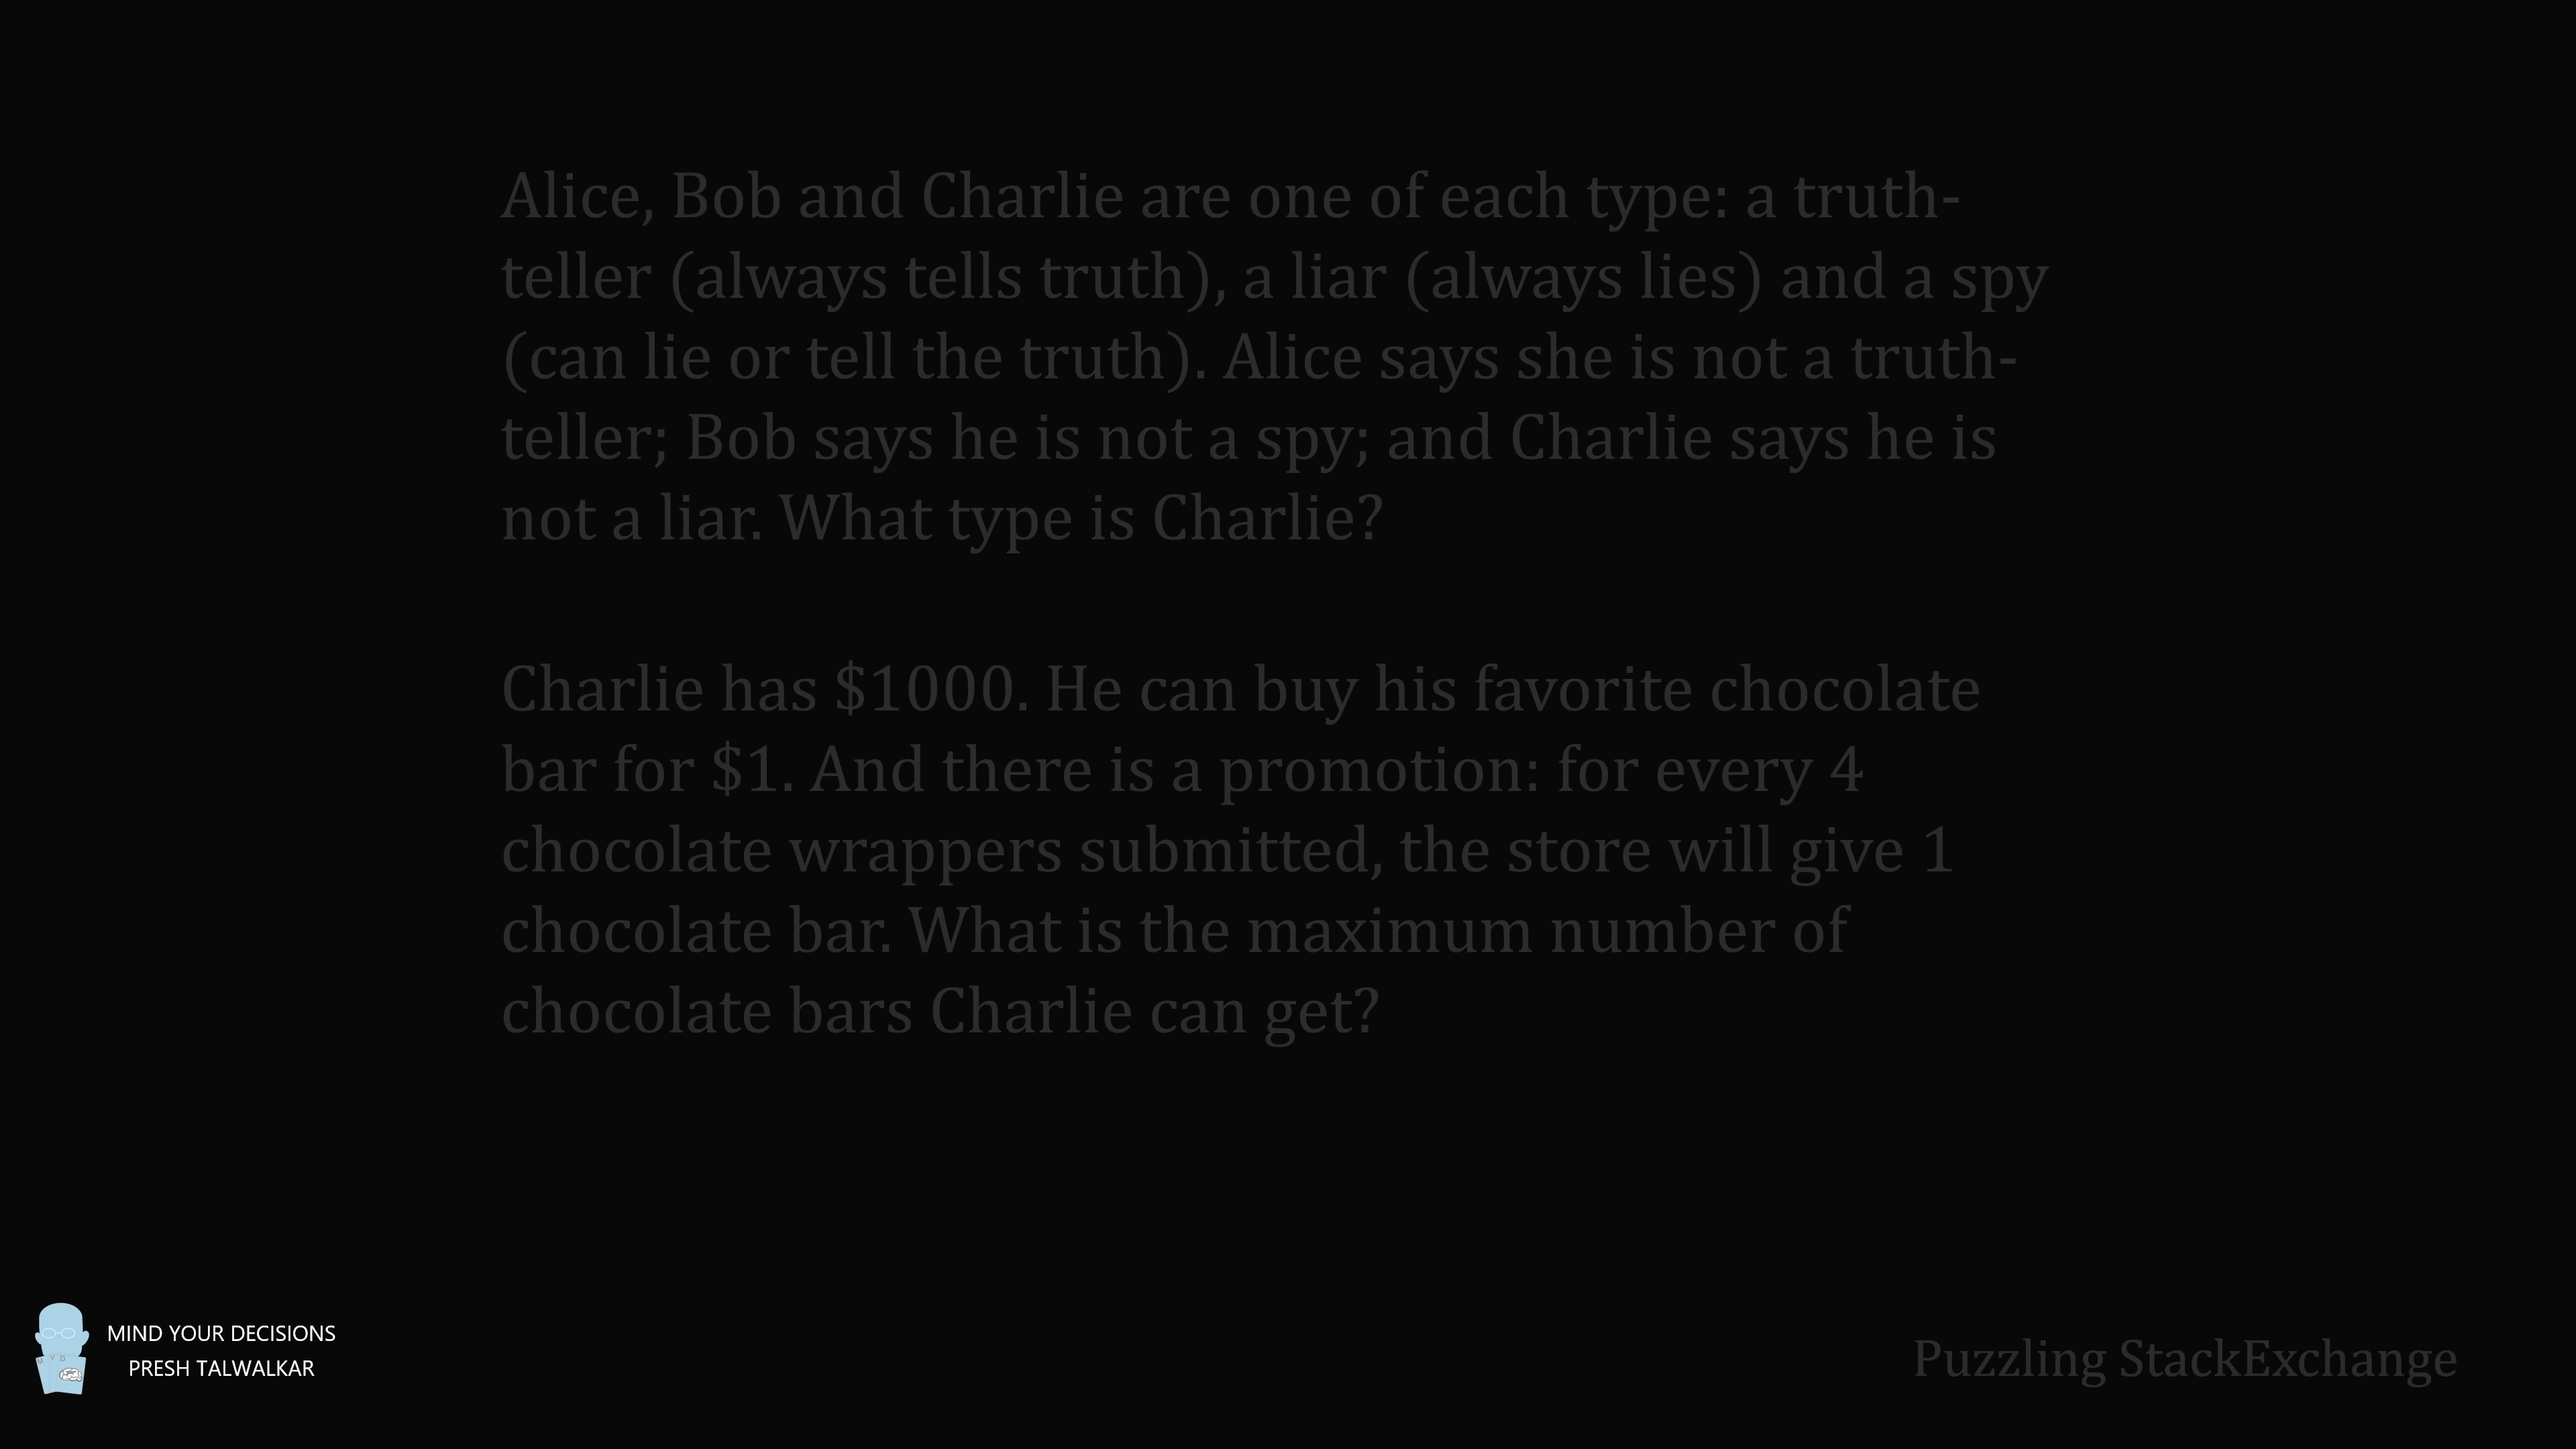 Alice, Bob and Charlie are one of each type: a truth-
teller (always tells truth), a liar (always lies) and a spy
(can lie or tell the truth). Alice says she is not a truth-
teller; Bob says he is not a spy; and Charlie says he is
not a liar. What type is Charlie?
Charlie has $1000. He can buy his favorite chocolate
bar for $1. And there is a promotion: for every 4
chocolate wrappers submitted, the store will give 1
chocolate bar. What is the maximum number of
chocolate bars Charlie can get?
M Y D
MIND YOUR DECISIONS
PRESH TALWALKAR
Puzzling StackExchange